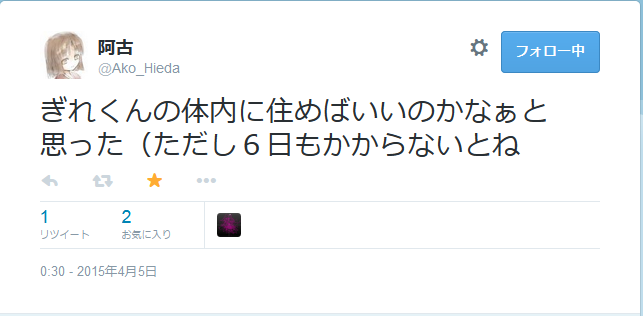 阿古
@Ako_Hieda
フォロー中
ぎれくんの体内に住めばいいのかなぁと
思った（ただし６日もかからないとね
1
リツイート
2
お気に入り
0:30 - 2015年4月5日